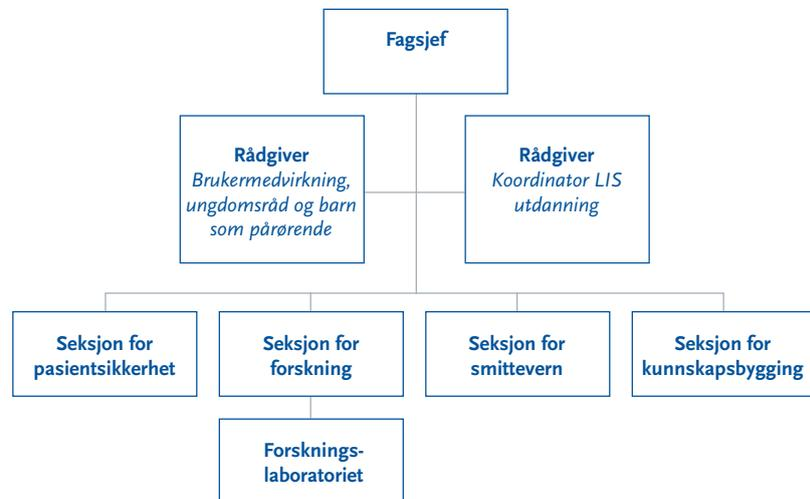 Fagsjef
Rådgiver
Brukermedvirkning,
ungdomsråd og barn
som pårørende
Rådgiver
Koordinator LIS
utdanning
Seksjon for
pasientsikkerhet
Seksjon for
forskning
Seksjon for
smittevern
Seksjon for
kunnskapsbygging
Forsknings-
laboratoriet